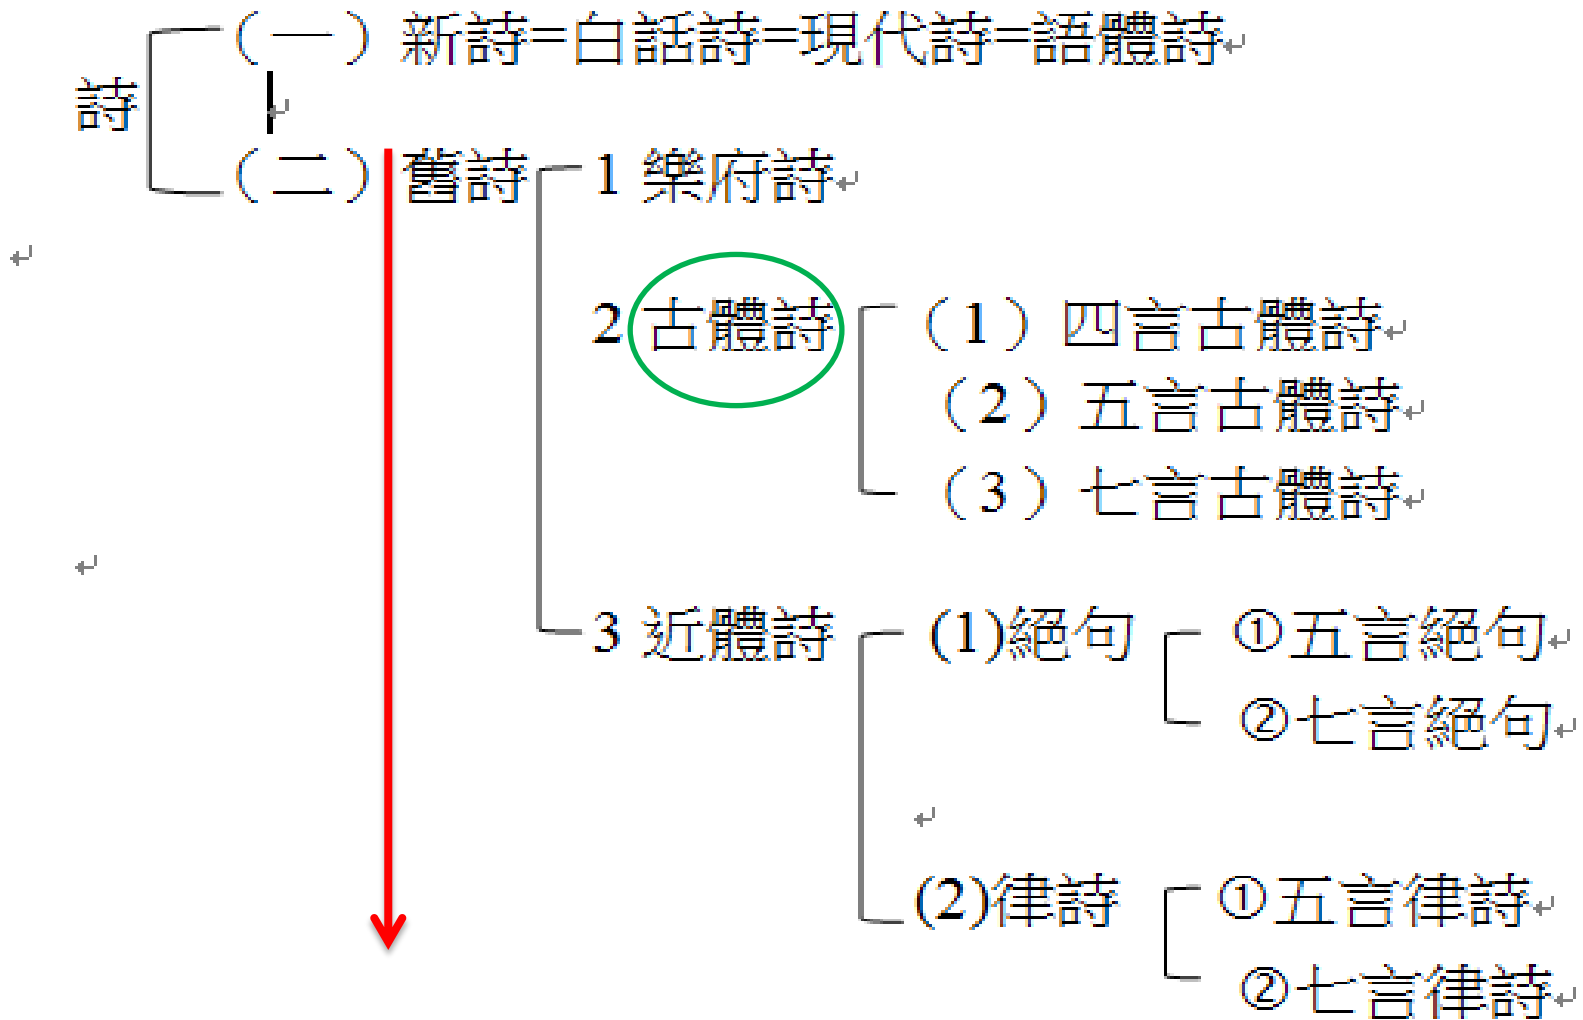 （一）新詩=白話詩=現代詩=語體詩
詩
（二）舊詩 1 樂府詩
2 古體詩 （1）四言古體詩
（2）五言古體詩
（3）七言古體詩
3 近體詩 (1)絕句 ①五言絕句
②七言絕句
(2)律詩 ①五言律詩
②七言律詩